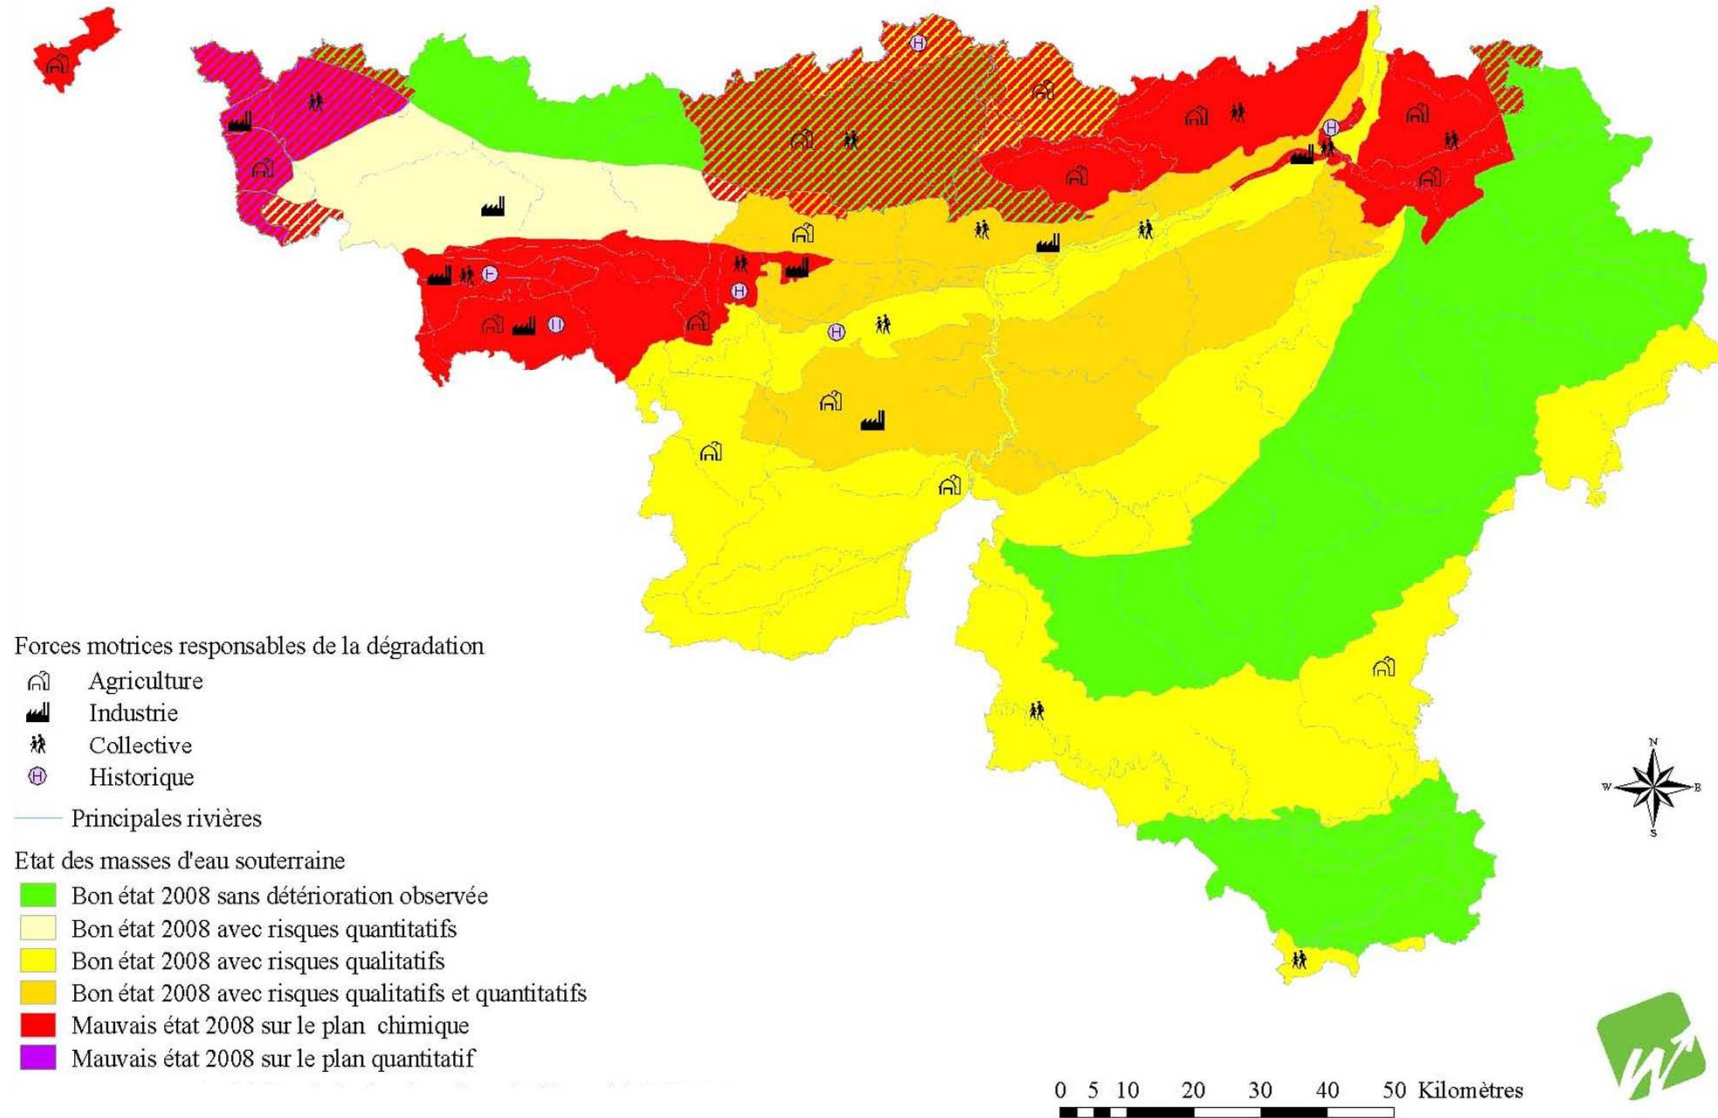 Forces motrices responsables de la dégradation
Agriculture
Industrie
Collective
H Historique
Principales rivières
Etat des masses d'eau souterraine
Bon état 2008 sans détérioration observée
Bon état 2008 avec risques quantitatifs
Bon état 2008 avec risques qualitatifs
Bon état 2008 avec risques qualitatifs et quantitatifs
Mauvais état 2008 sur le plan chimique
Mauvais état 2008 sur le plan quantitatif
N
W E
S
0 5 10 20 30 40 50 Kilomètres
W
H
H
H
H